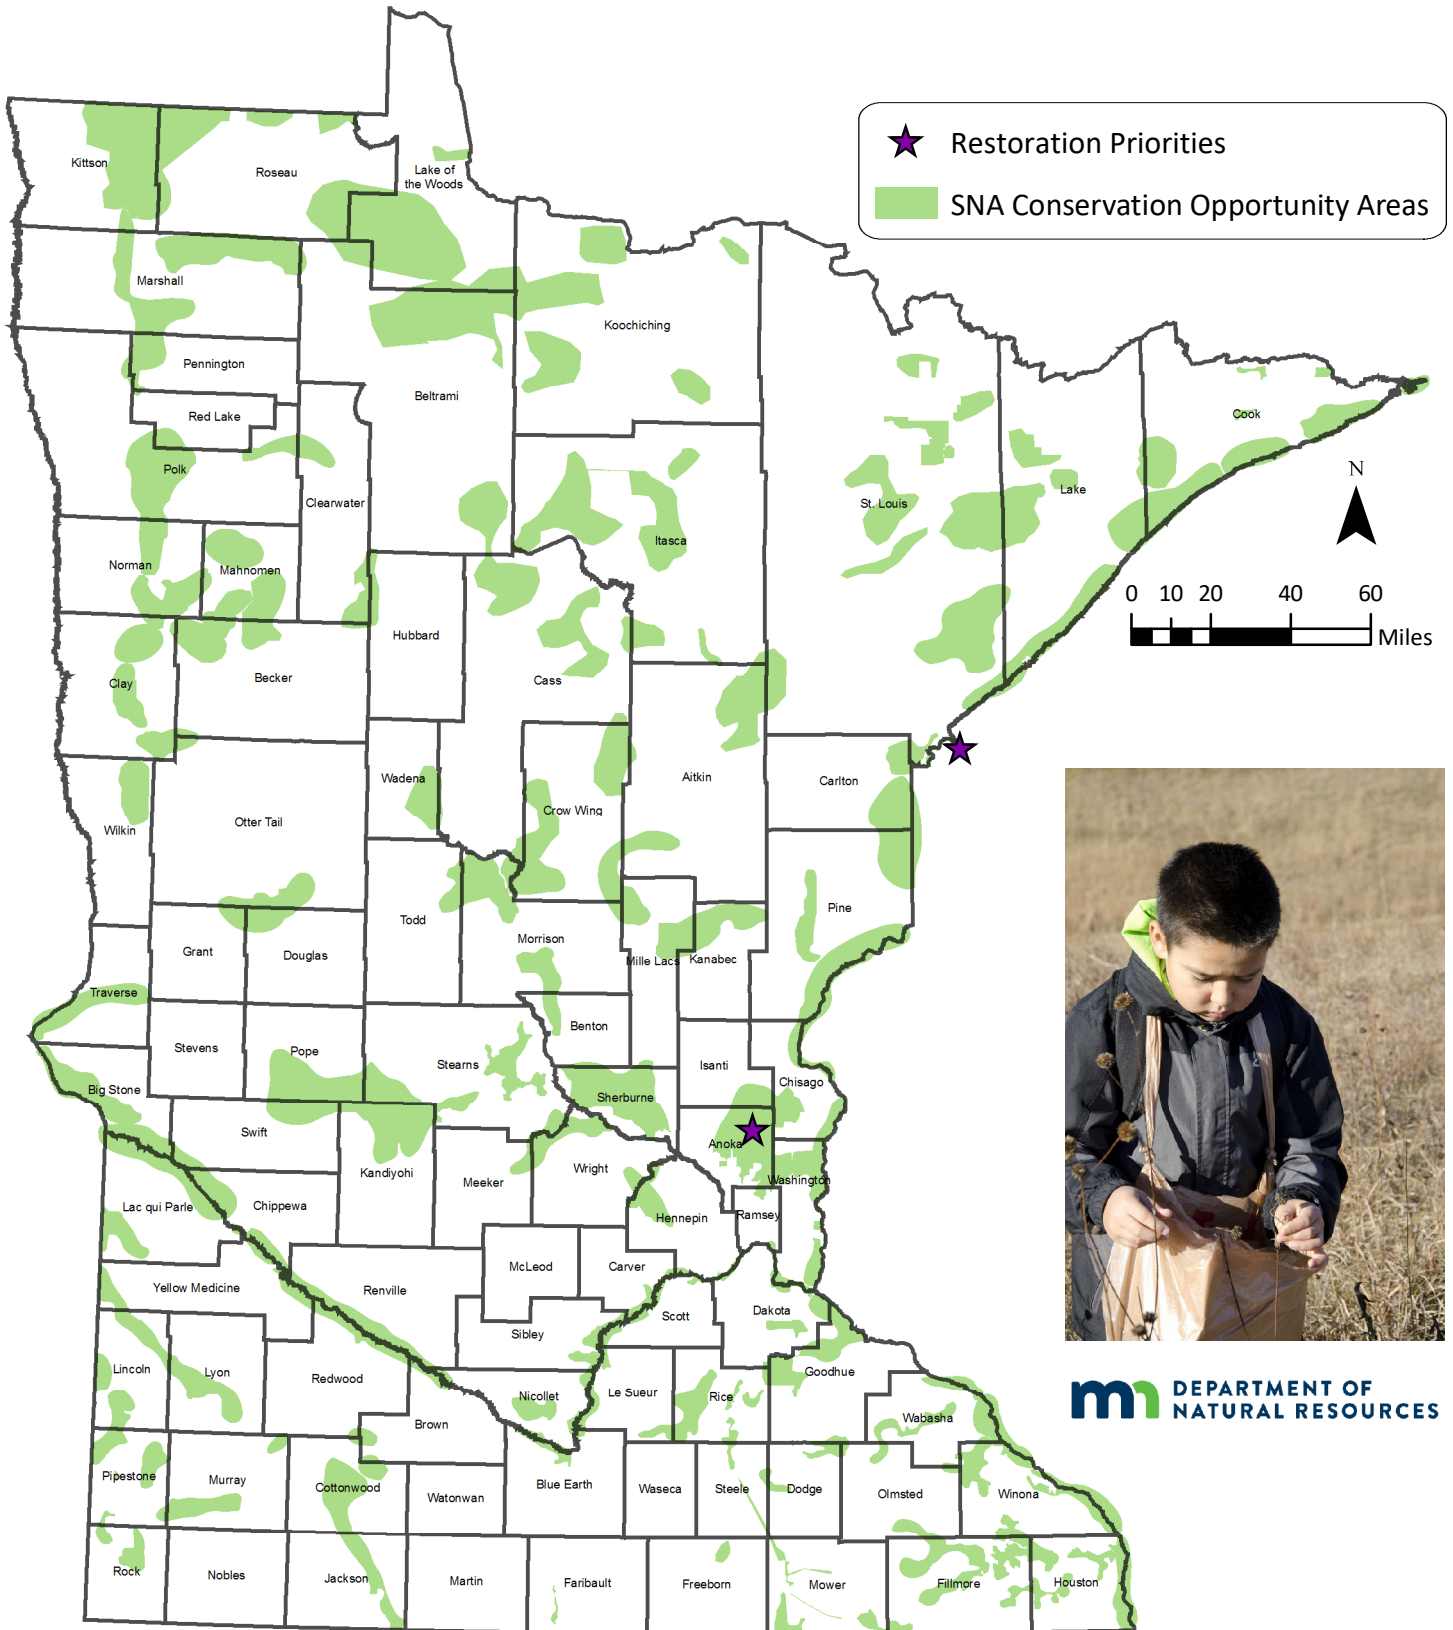 Restoration Priorities
SNA Conservation Opportunity Areas
Kittson
Roseau
Lake of
the Woods
Marshall
Koochiching
Pennington
Beltrami
Red Lake
Cook
N
Polk
Clearwater
St. Louis
Lake
Itasca
Norman
Mahnomen
0 10 20 40 60
Miles
Hubbard
Clay
Becker
Cass
Wadena
Aitkin
Carlton
Crow Wing
Wilkin
Otter Tail
Todd
Pine
Morrison
Grant
Douglas
Mille Lacs
Kanabec
Traverse
Benton
Stevens
Pope
Stearns
Isanti
Big Stone
Chisago
Sherburne
Swift
Anoka
Kandiyohi
Wright
Meeker
Washington
Lac qui Parle
Chippewa
Hennepin
Ramsey
McLeod
Carver
Yellow Medicine
Renville
Scott
Dakota
Sibley
Lincoln
Lyon
Redwood
Nicollet
Le Sueur
Rice
Goodhue
Brown
Wabasha
Pipestone
Murray
Cottonwood
Watonwan
Blue Earth
Waseca
Steele
Dodge
Olmsted
Winona
Rock
Nobles
Jackson
Martin
Faribault
Freeborn
Mower
Fillmore
Houston
mn DEPARTMENT OF
NATURAL RESOURCES